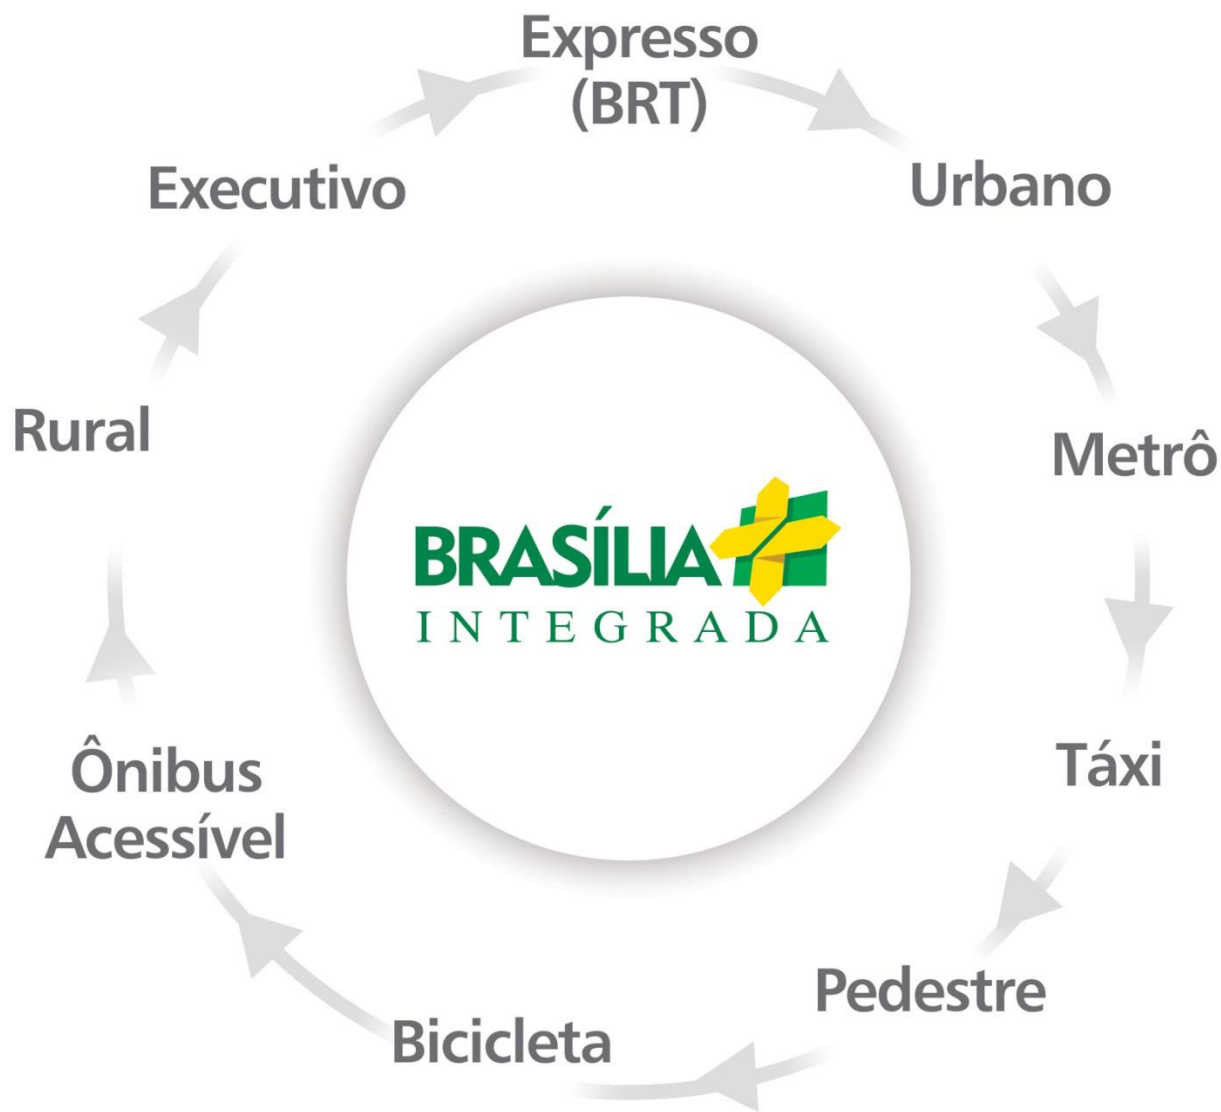 Expresso
(BRT)
Urbano
Metrô
Táxi
Pedestre
Bicicleta
Ônibus
Acessível
Rural
Executivo
BRASÍLIA
INTEGRADA